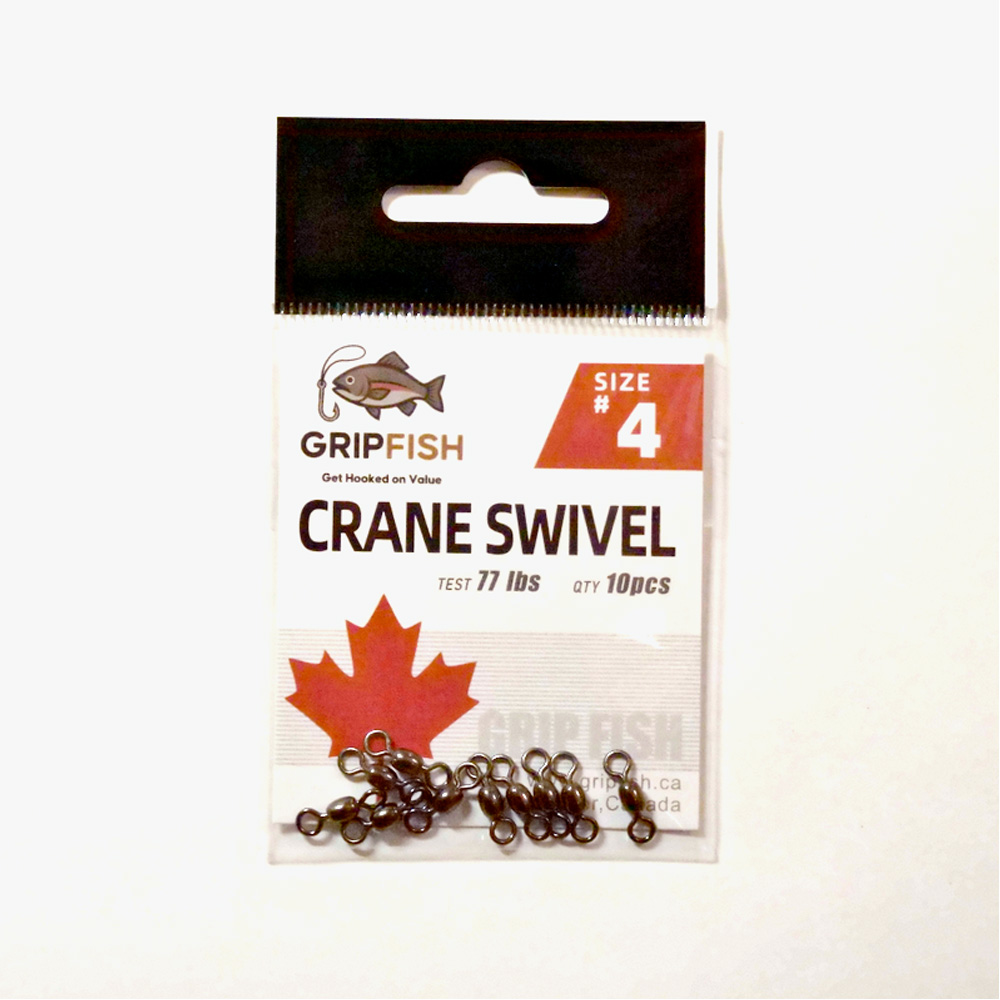 SIZE
# 4
GRIPFISH
Get Hooked on Value
CRANE SWIVEL
TEST 77 lbs QTY 10pcs
GRIP FISH
gripfish.ca
Canada